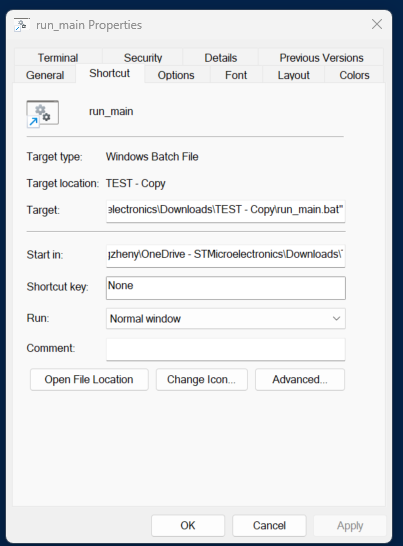 run_main Properties
Terminal Security Details Previous Versions
General Shortcut Options Font Layout Colors
run_main
Target type: Windows Batch File
Target location: TEST - Copy
Target: electronics\Downloads\TEST - Copy\run_main.bat"
Start in: qzheny\OneDrive - STMicroelectronics\Downloads\
Shortcut key: None
Run: Normal window
Comment:
Open File Location Change Icon... Advanced...
OK Cancel Apply